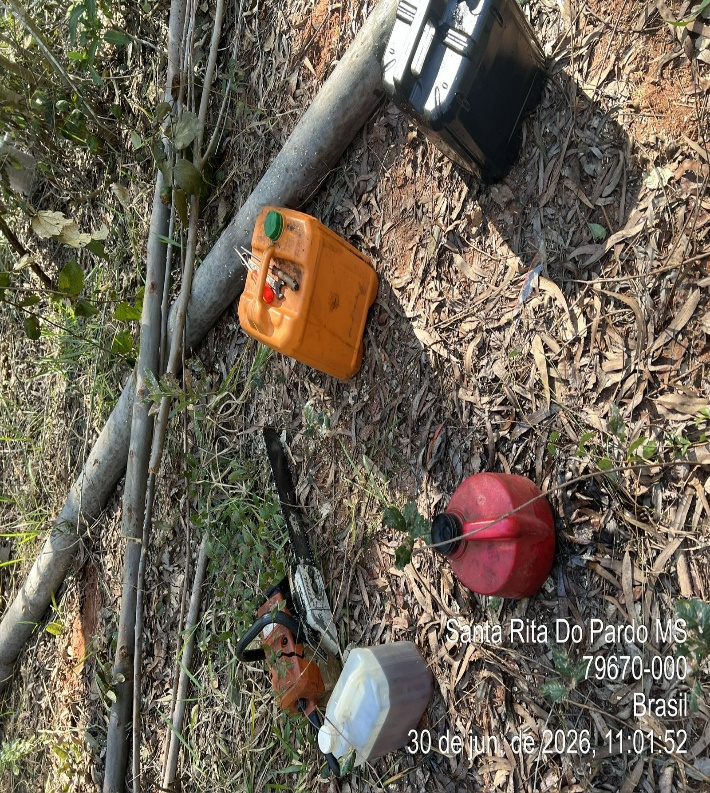 Santa Rita Do Pardo MS
79670-000
Brasil
30 de jun. de 2026, 11:01:52